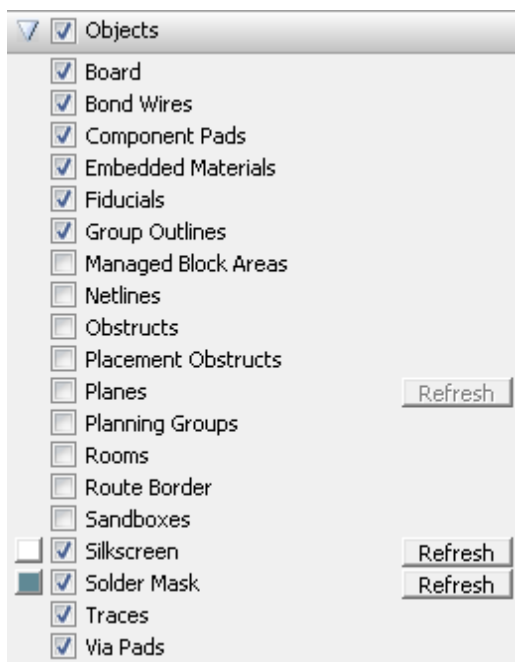 Objects
Board
Bond Wires
Component Pads
Embedded Materials
Fiducials
Group Outlines
Managed Block Areas
Netlines
Obstructs
Placement Obstructs
Planes Refresh
Planning Groups
Rooms
Route Border
Sandboxes
Silkscreen Refresh
Solder Mask Refresh
Traces
Via Pads